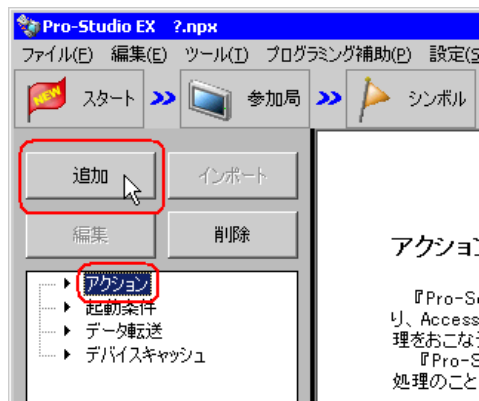 Pro-Studio EX ?.npx
ファイル(F) 編集(E) ツール(T) プログラミング補助(P) 設定(S
NEW スタート >> 参加局 >> シンボル
追加 インポート
編集 削除
アクション
起動条件
データ転送
デバイスキャッシュ
アクション
『Pro-S
り、Access
理をおこな
『Pro-S
処理のこと